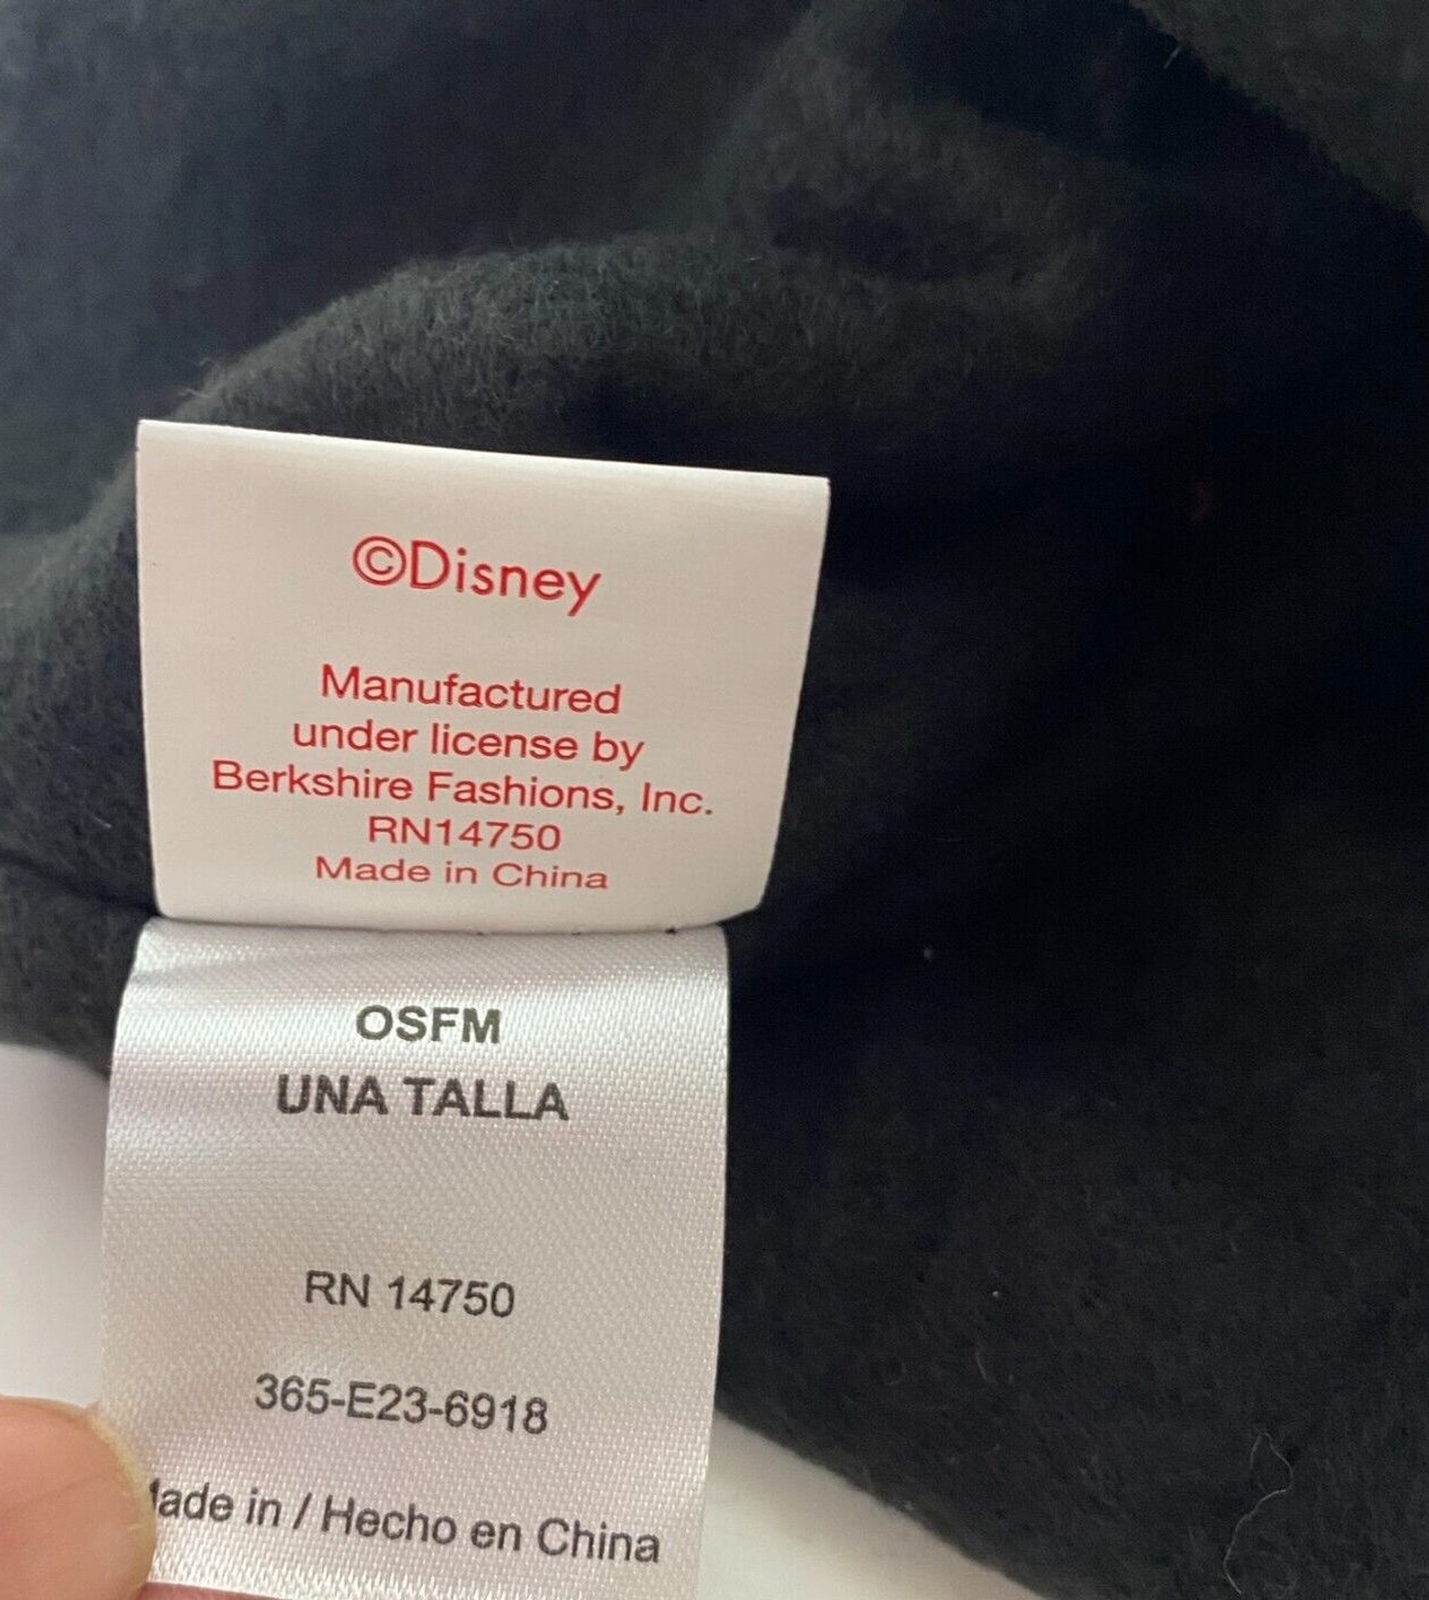 ©Disney
Manufactured
under license by
Berkshire Fashions, Inc.
RN14750
Made in China
OSFM
UNA TALLA
RN 14750
365-E23-6918
in / Hecho en China